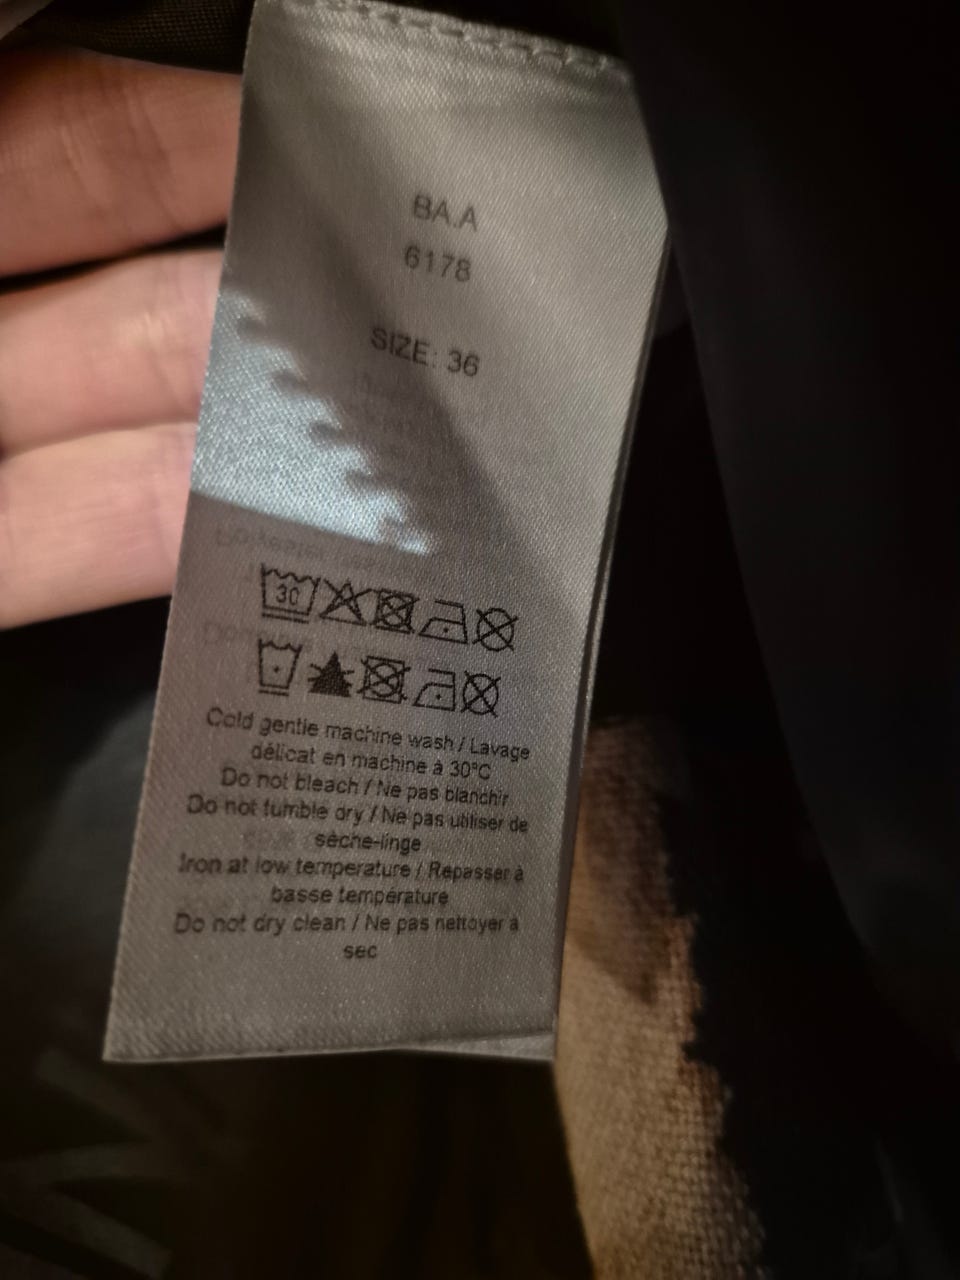 BA.A
6178
SIZE: 36
30
Cold gentle machine wash / Lavage
délicat en machine à 30°C
Do not bleach / Ne pas blanchir
Do not tumble dry / Ne pas utiliser de
sèche-linge
Iron at low temperature / Repasser à
basse température
Do not dry clean / Ne pas nettoyer à
sec